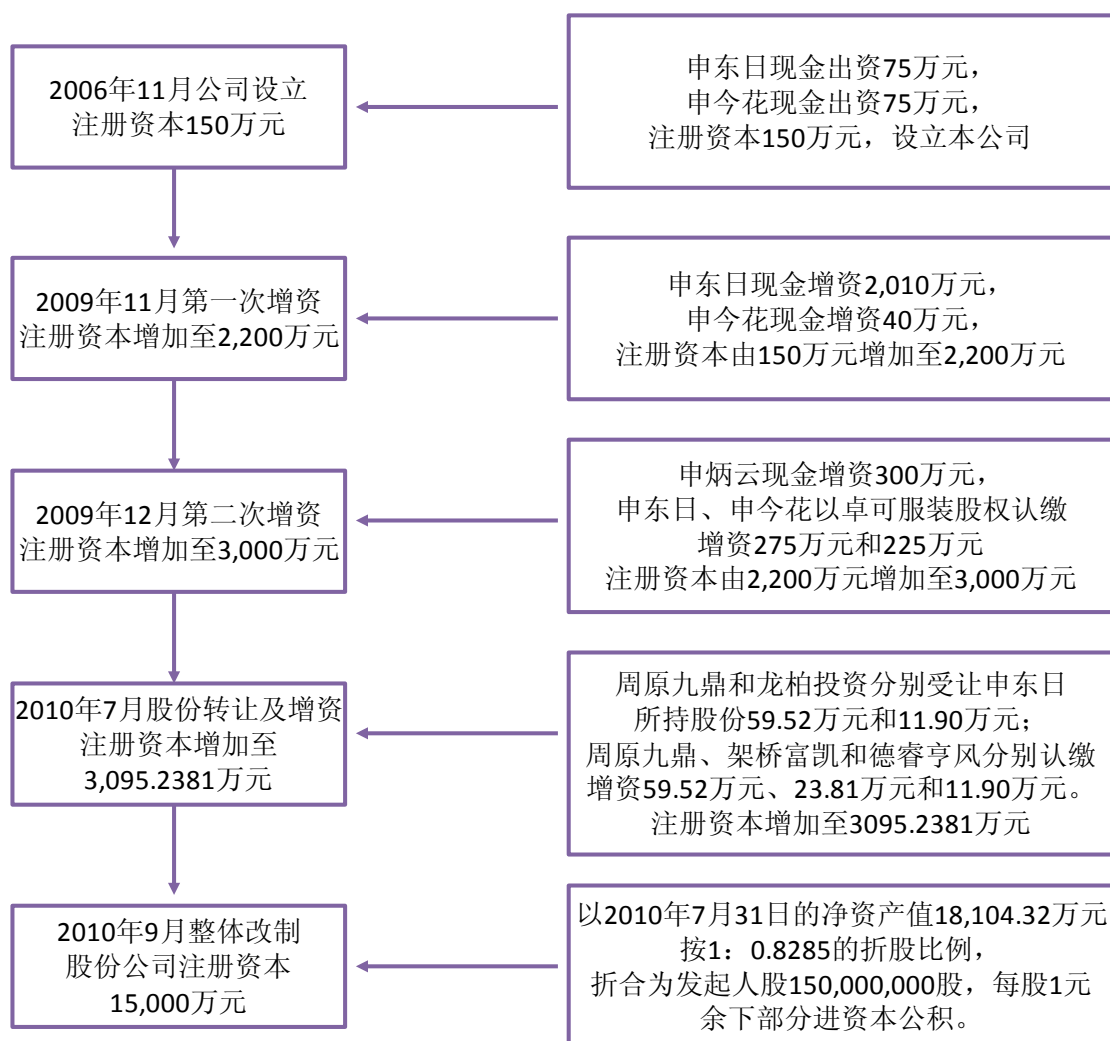 2006年11月公司设立
注册资本150万元
申东日现金出资75万元，
申今花现金出资75万元，
注册资本150万元，设立本公司
2009年11月第一次增资
注册资本增加至2,200万元
申东日现金增资2,010万元，
申今花现金增资40万元，
注册资本由150万元增加至2,200万元
2009年12月第二次增资
注册资本增加至3,000万元
申炳云现金增资300万元，
申东日、申今花以卓可服装股权认缴
增资275万元和225万元
注册资本由2,200万元增加至3,000万元
2010年7月股份转让及增资
注册资本增加至
3,095.2381万元
周原九鼎和龙柏投资分别受让申东日
所持股份59.52万元和11.90万元；
周原九鼎、架桥富凯和德睿亨风分别认缴
增资59.52万元、23.81万元和11.90万元。
注册资本增加至3095.2381万元
2010年9月整体改制
股份公司注册资本
15,000万元
以2010年7月31日的净资产值18,104.32万元
按1：0.8285的折股比例，
折合为发起人股150,000,000股，每股1元
余下部分进资本公积。